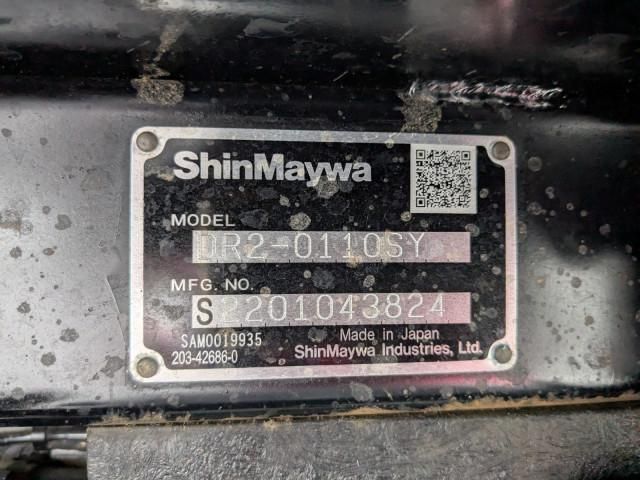 ShinMaywa
MODEL
DR2-0110SY
MFG. NO.
S2201043824
SAM0019935
203-42686-0
Made in Japan
ShinMaywa Industries, Ltd.